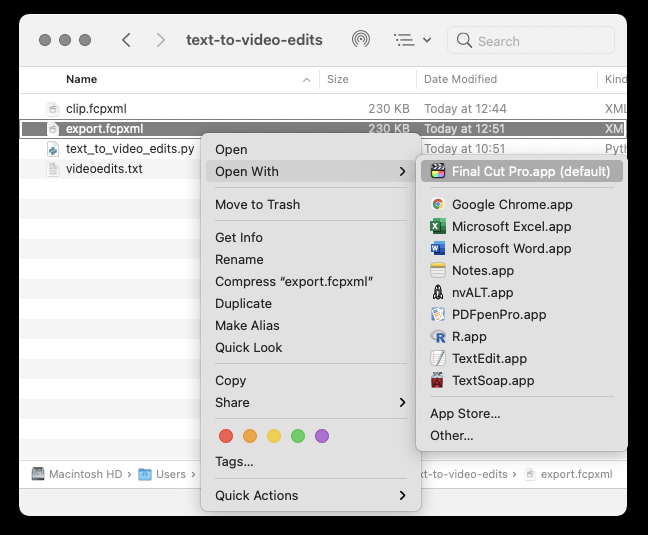 text-to-video-edits
Search
Name Size Date Modified Kind
clip.fcpxml 230 KB Today at 12:44 XML
export.fcpxml 230 KB Today at 12:51 XM
text_to_video_edits.py Today at 10:51 Pyth
videoedits.txt
Open
Open With
Move to Trash
Get Info
Rename
Compress “export.fcpxml”
Duplicate
Make Alias
Quick Look
Copy
Share
Tags...
Quick Actions
Final Cut Pro.app (default)
Google Chrome.app
Microsoft Excel.app
Microsoft Word.app
Notes.app
nvALT.app
PDFpenPro.app
R.app
TextEdit.app
TextSoap.app
App Store...
Other...
Macintosh HD › Users › xt-to-video-edits › export.fcpxml